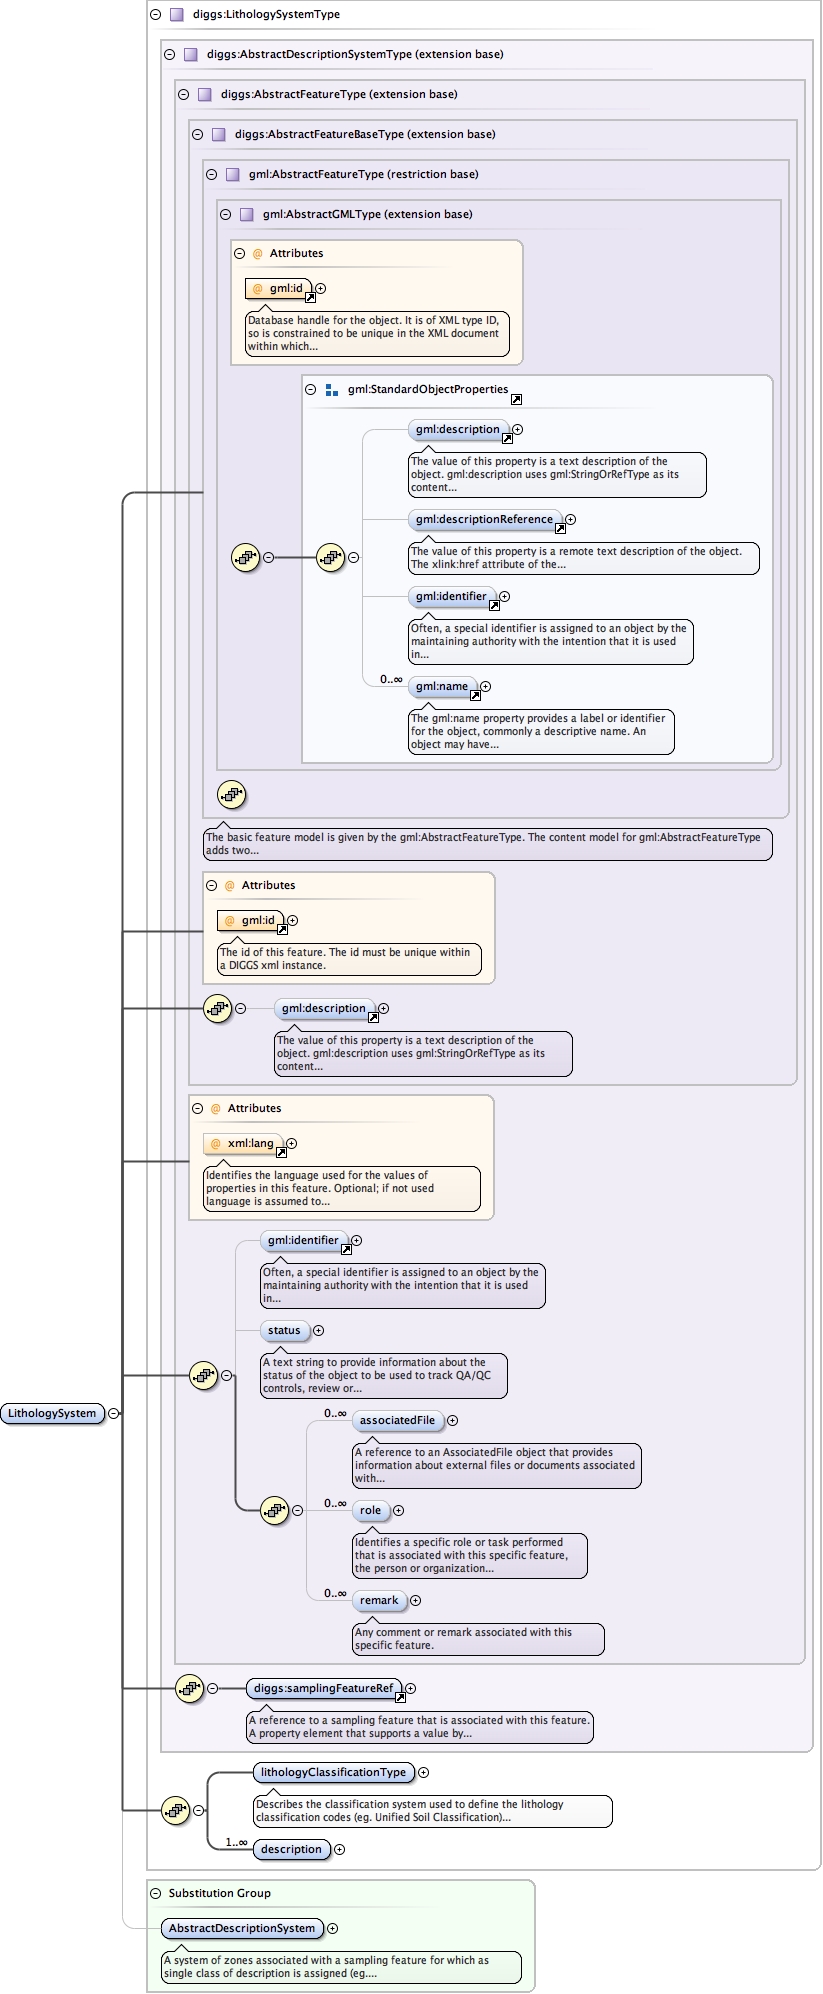 diggs:LithologySystemType
diggs:AbstractDescriptionSystemType (extension base)
diggs:AbstractFeatureType (extension base)
diggs:AbstractFeatureBaseType (extension base)
gml:AbstractFeatureType (restriction base)
gml:AbstractGMLType (extension base)
@ Attributes
@ gml:id
Database handle for the object. It is of XML type ID,
so is constrained to be unique in the XML document
within which...
gml:StandardObjectProperties
gml:description
The value of this property is a text description of the
object. gml:description uses gml:StringOrRefType as its
content...
gml:descriptionReference
The value of this property is a remote text description of the object.
The xlink:href attribute of the...
gml:identifier
Often, a special identifier is assigned to an object by the
maintaining authority with the intention that it is used
in...
0..∞
gml:name
The gml:name property provides a label or identifier
for the object, commonly a descriptive name. An
object may have...
The basic feature model is given by the gml:AbstractFeatureType. The content model for gml:AbstractFeatureType
adds two...
@ Attributes
@ gml:id
The id of this feature. The id must be unique within
a DIGGS xml instance.
gml:description
The value of this property is a text description of the
object. gml:description uses gml:StringOrRefType as its
content...
@ Attributes
@ xml:lang
Identifies the language used for the values of
properties in this feature. Optional; if not used
language is assumed to...
gml:identifier
Often, a special identifier is assigned to an object by the
maintaining authority with the intention that it is used
in...
status
A text string to provide information about the
status of the object to be used to track QA/QC
controls, review or...
LithologySystem
0..∞
associatedFile
A reference to an AssociatedFile object that provides
information about external files or documents associated
with...
0..∞
role
Identifies a specific role or task performed
that is associated with this specific feature,
the person or organization...
0..∞
remark
Any comment or remark associated with this
specific feature.
diggs:samplingFeatureRef
A reference to a sampling feature that is associated with this feature.
A property element that supports a value by...
lithologyClassificationType
Describes the classification system used to define the lithology
classification codes (eg. Unified Soil Classification)...
1..∞
description
Substitution Group
AbstractDescriptionSystem
A system of zones associated with a sampling feature for which as
single class of description is assigned (eg....